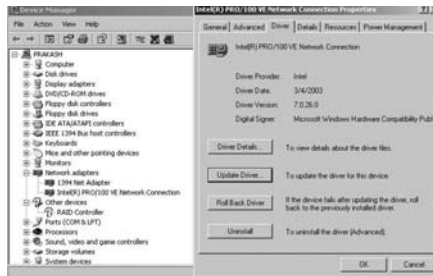 Device Manager
File Action View Help
PRAKASH
Computer
Disk drives
Display adapters
DVD/CD-ROM drives
Floppy disk controllers
Floppy disk drives
IDE ATA/ATAPI controllers
IEEE 1394 Bus host controllers
Keyboards
Mice and other pointing devices
Monitors
Network adapters
1394 Net Adapter
Intel(R) PRO/100 VE Network Connection
Other devices
RAID Controller
Ports (COM & LPT)
Processors
Sound, video and game controllers
Storage volumes
System devices
Intel(R) PRO/100 VE Network Connection Properties
General Advanced Driver Details Resources Power Management
Intel(R) PRO/100 VE Network Connection
Driver Provider: Intel
Driver Date: 3/4/2003
Driver Version: 7.0.26.0
Digital Signer: Microsoft Windows Hardware Compatibility Publ
Driver Details... To view details about the driver files.
Update Driver... To update the driver for this device.
Roll Back Driver If the device fails after updating the driver, roll
back to the previously installed driver.
Uninstall To uninstall the driver (Advanced).
OK Cancel